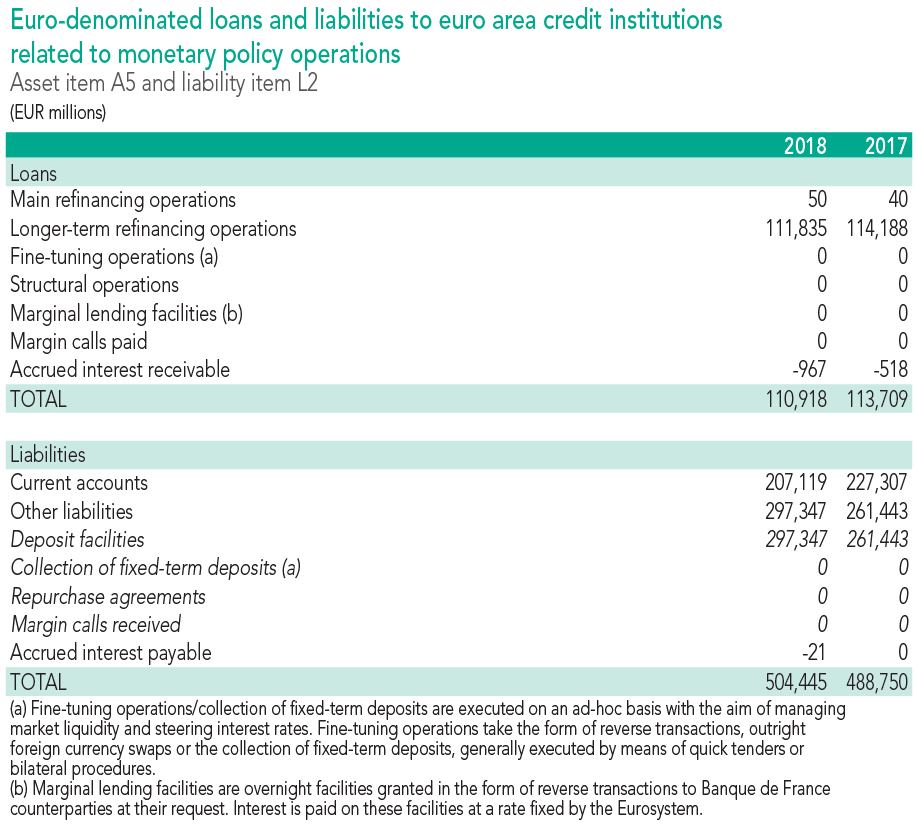 Euro-denominated loans and liabilities to euro area credit institutions
related to monetary policy operations
Asset item A5 and liability item L2
(EUR millions)
2018 2017
Loans
Main refinancing operations 50 40
Longer-term refinancing operations 111,835 114,188
Fine-tuning operations (a) 0 0
Structural operations 0 0
Marginal lending facilities (b) 0 0
Margin calls paid 0 0
Accrued interest receivable -967 -518
TOTAL 110,918 113,709
Liabilities
Current accounts 207,119 227,307
Other liabilities 297,347 261,443
Deposit facilities 297,347 261,443
Collection of fixed-term deposits (a) 0 0
Repurchase agreements 0 0
Margin calls received 0 0
Accrued interest payable -21 0
TOTAL 504,445 488,750
(a) Fine-tuning operations/collection of fixed-term deposits are executed on an ad-hoc basis with the aim of managing
market liquidity and steering interest rates. Fine-tuning operations take the form of reverse transactions, outright
foreign currency swaps or the collection of fixed-term deposits, generally executed by means of quick tenders or
bilateral procedures.
(b) Marginal lending facilities are overnight facilities granted in the form of reverse transactions to Banque de France
counterparties at their request. Interest is paid on these facilities at a rate fixed by the Eurosystem.